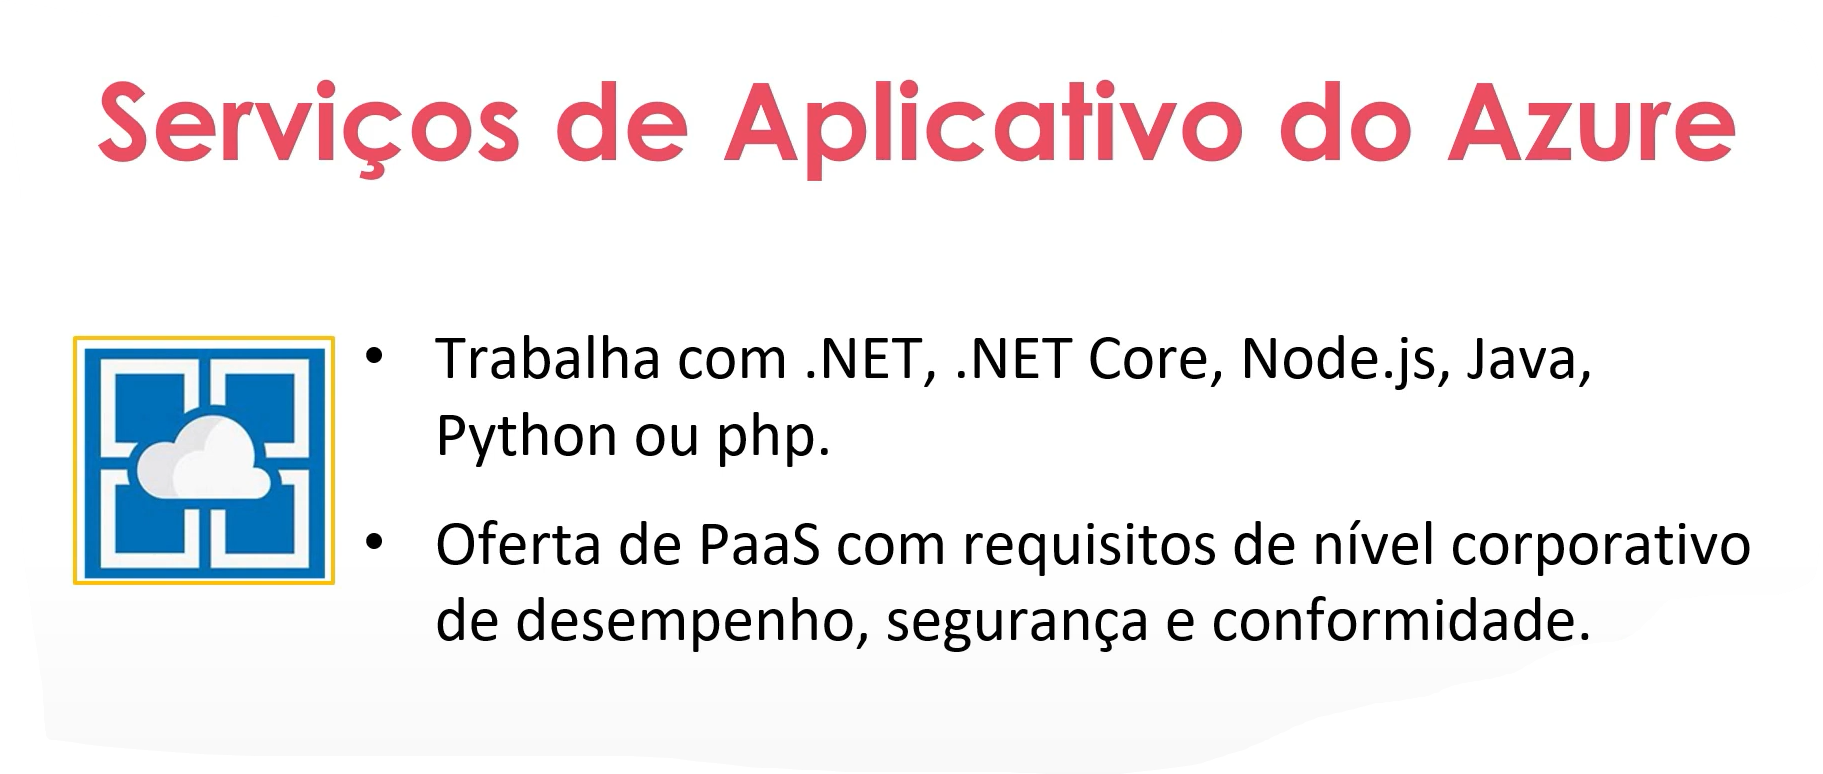 Serviços de Aplicativo do Azure
• Trabalha com .NET, .NET Core, Node.js, Java,
Python ou php.
• Oferta de PaaS com requisitos de nível corporativo
de desempenho, segurança e conformidade.